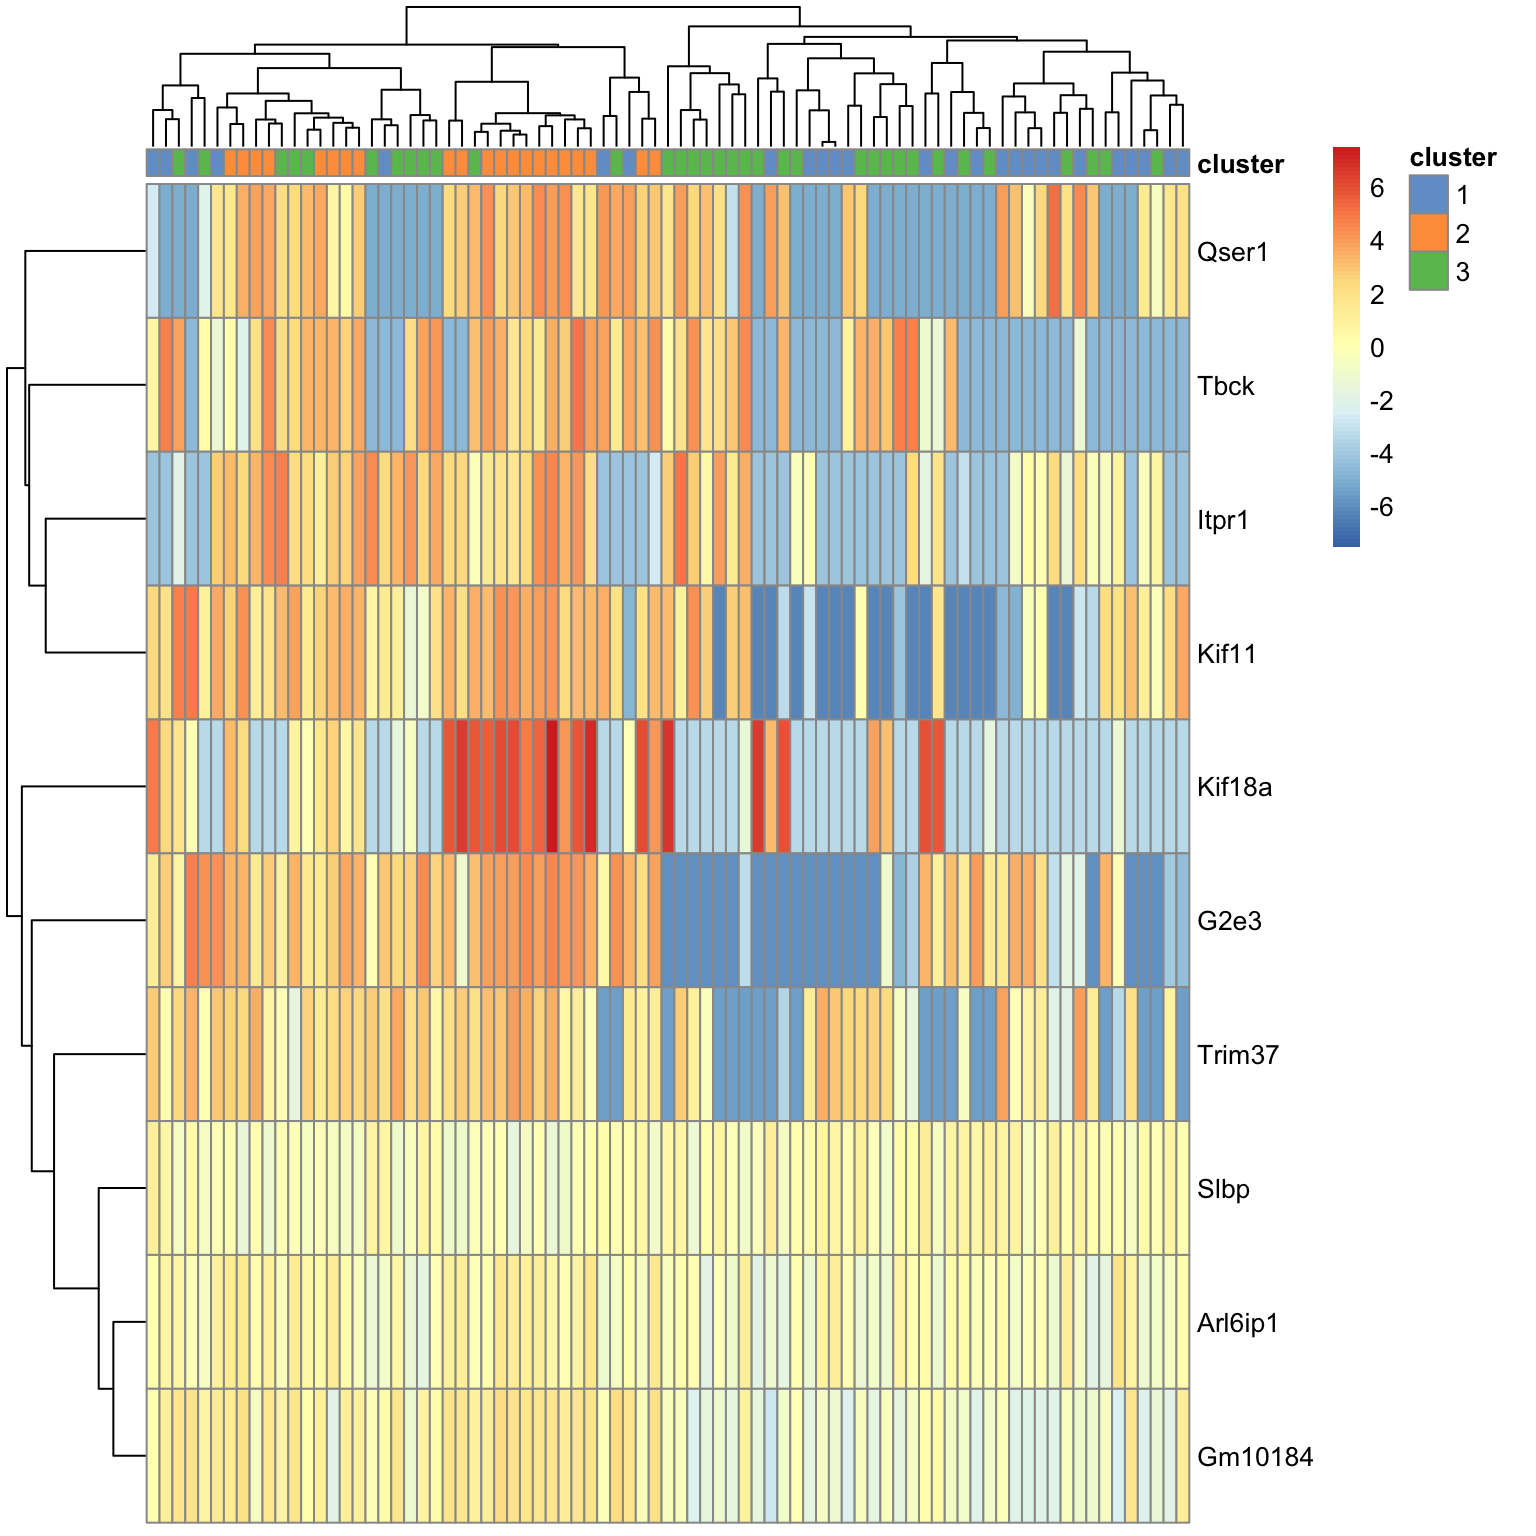 cluster
Qser1
Tbck
Itpr1
Kif11
Kif18a
G2e3
Trim37
Slbp
Arl6ip1
Gm10184
6
4
2
0
-2
-4
-6
cluster
1
2
3